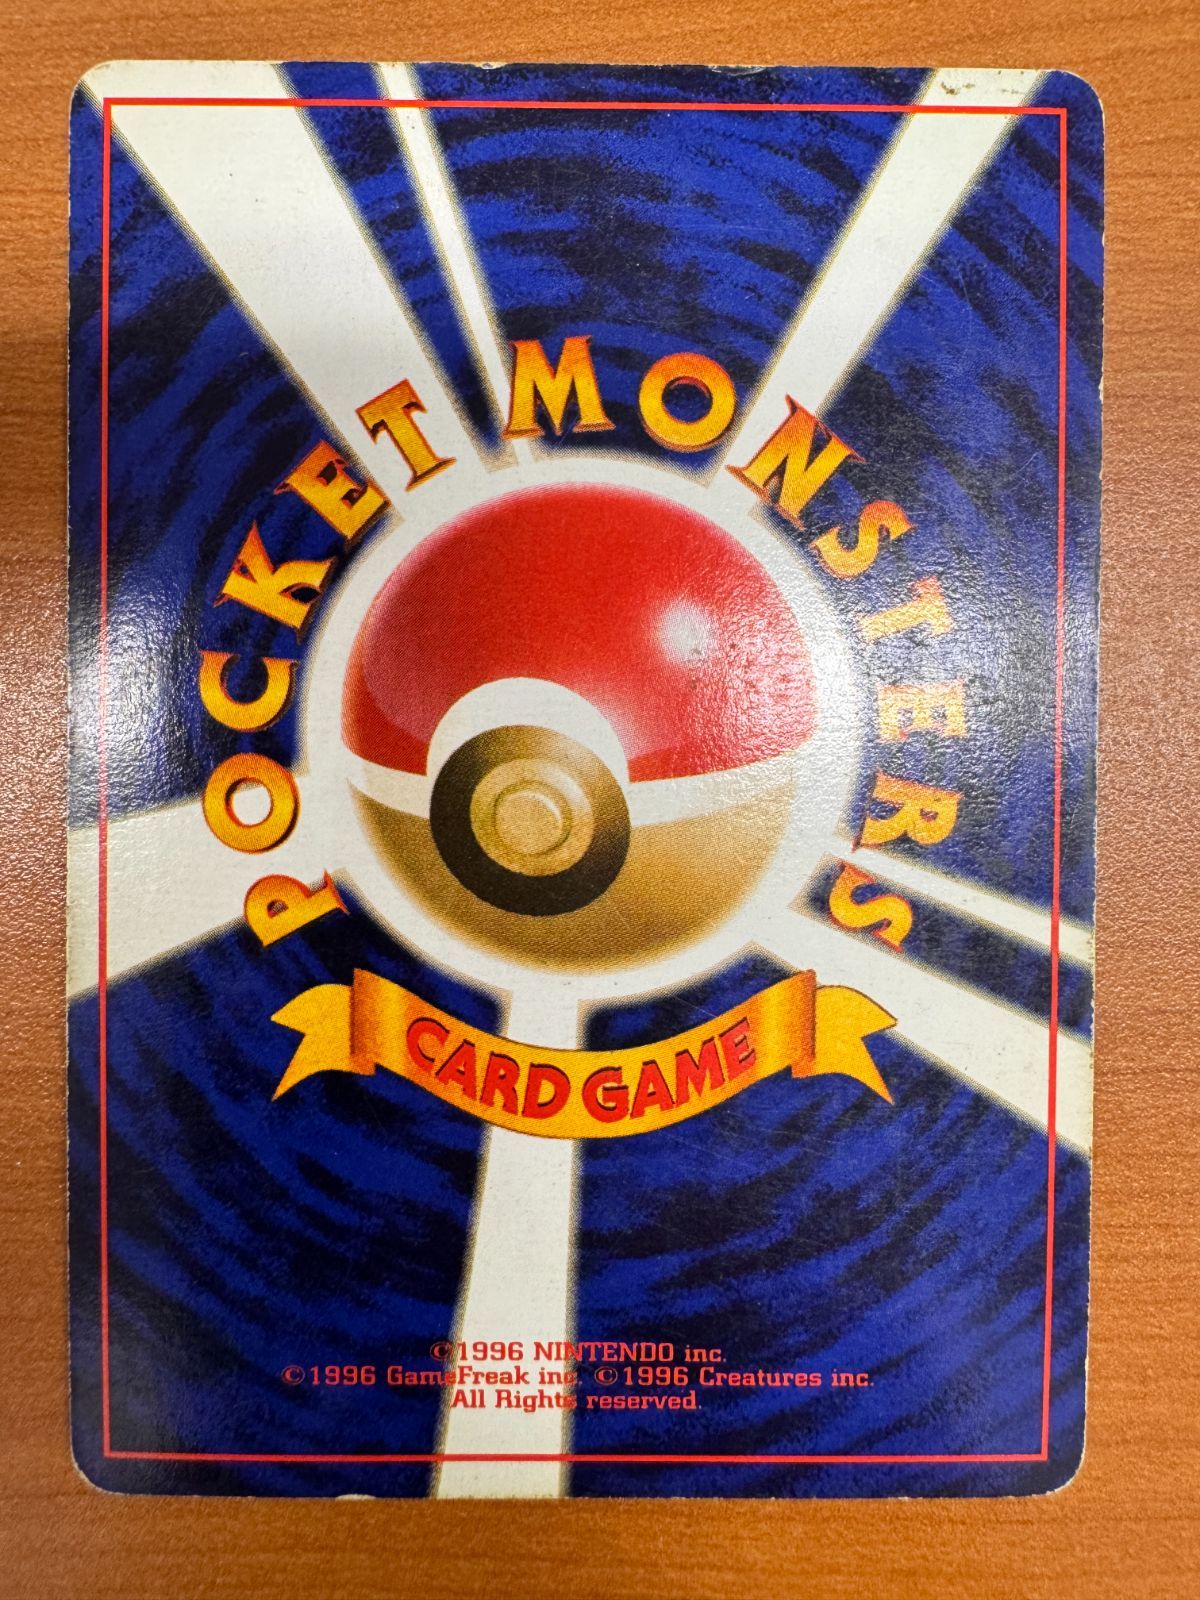 POCKET MONSTERS
CARD GAME
©1996 NINTENDO inc.
©1996 GameFreak inc. ©1996 Creatures inc.
All Rights reserved.